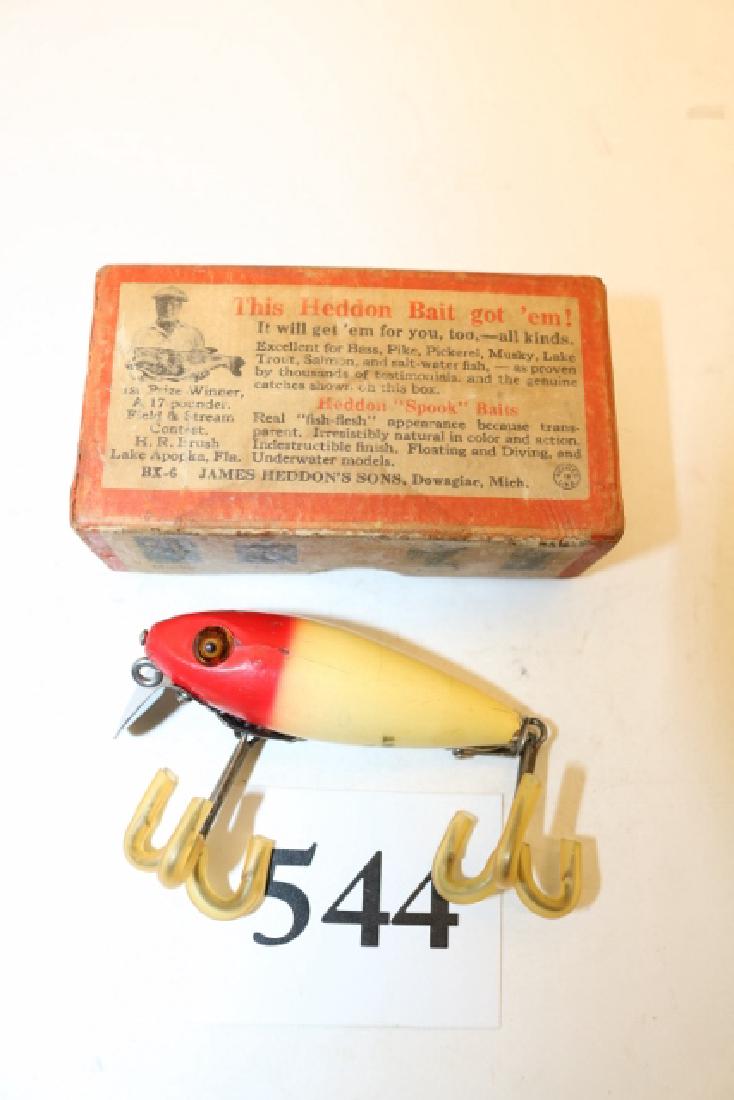 This Heddon Bait got 'em!
It will get 'em for you, too,—all kinds.
Excellent for Bass, Pike, Pickerel, Musky, Lake
Trout, Salmon, and salt-water fish, — as proven
by thousands of testimonials, and the genuine
catches shown on this box.
Heddon "Spook" Baits
Real "fish-flesh" appearance because trans-
parent. Irresistibly natural in color and action.
Indestructible finish. Floating and Diving, and
Underwater models.
1st Prize Winner,
A 17 pounder.
Field & Stream
Contest.
H. R. Brush
Lake Apopka, Fla.
BX-6 JAMES HEDDON'S SONS, Dowagiac, Mich.
544